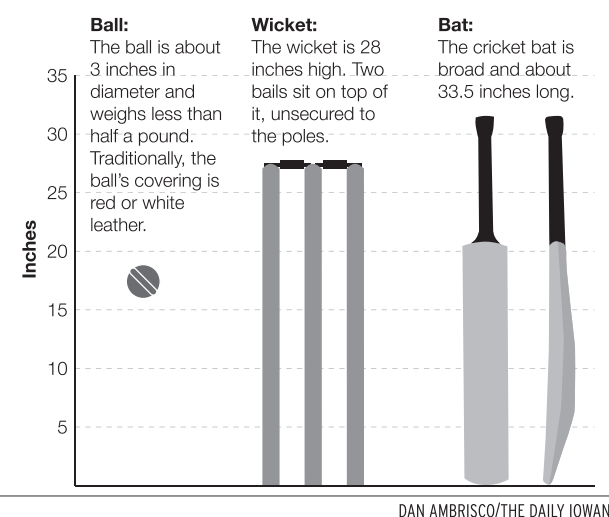 Ball:
The ball is about
3 inches in
diameter and
weighs less than
half a pound.
Traditionally, the
ball's covering is
red or white
leather.
Wicket:
The wicket is 28
inches high. Two
bails sit on top of
it, unsecured to
the poles.
Bat:
The cricket bat is
broad and about
33.5 inches long.
Inches
35
30
25
20
15
10
5
DAN AMBRISCO/THE DAILY IOWAN